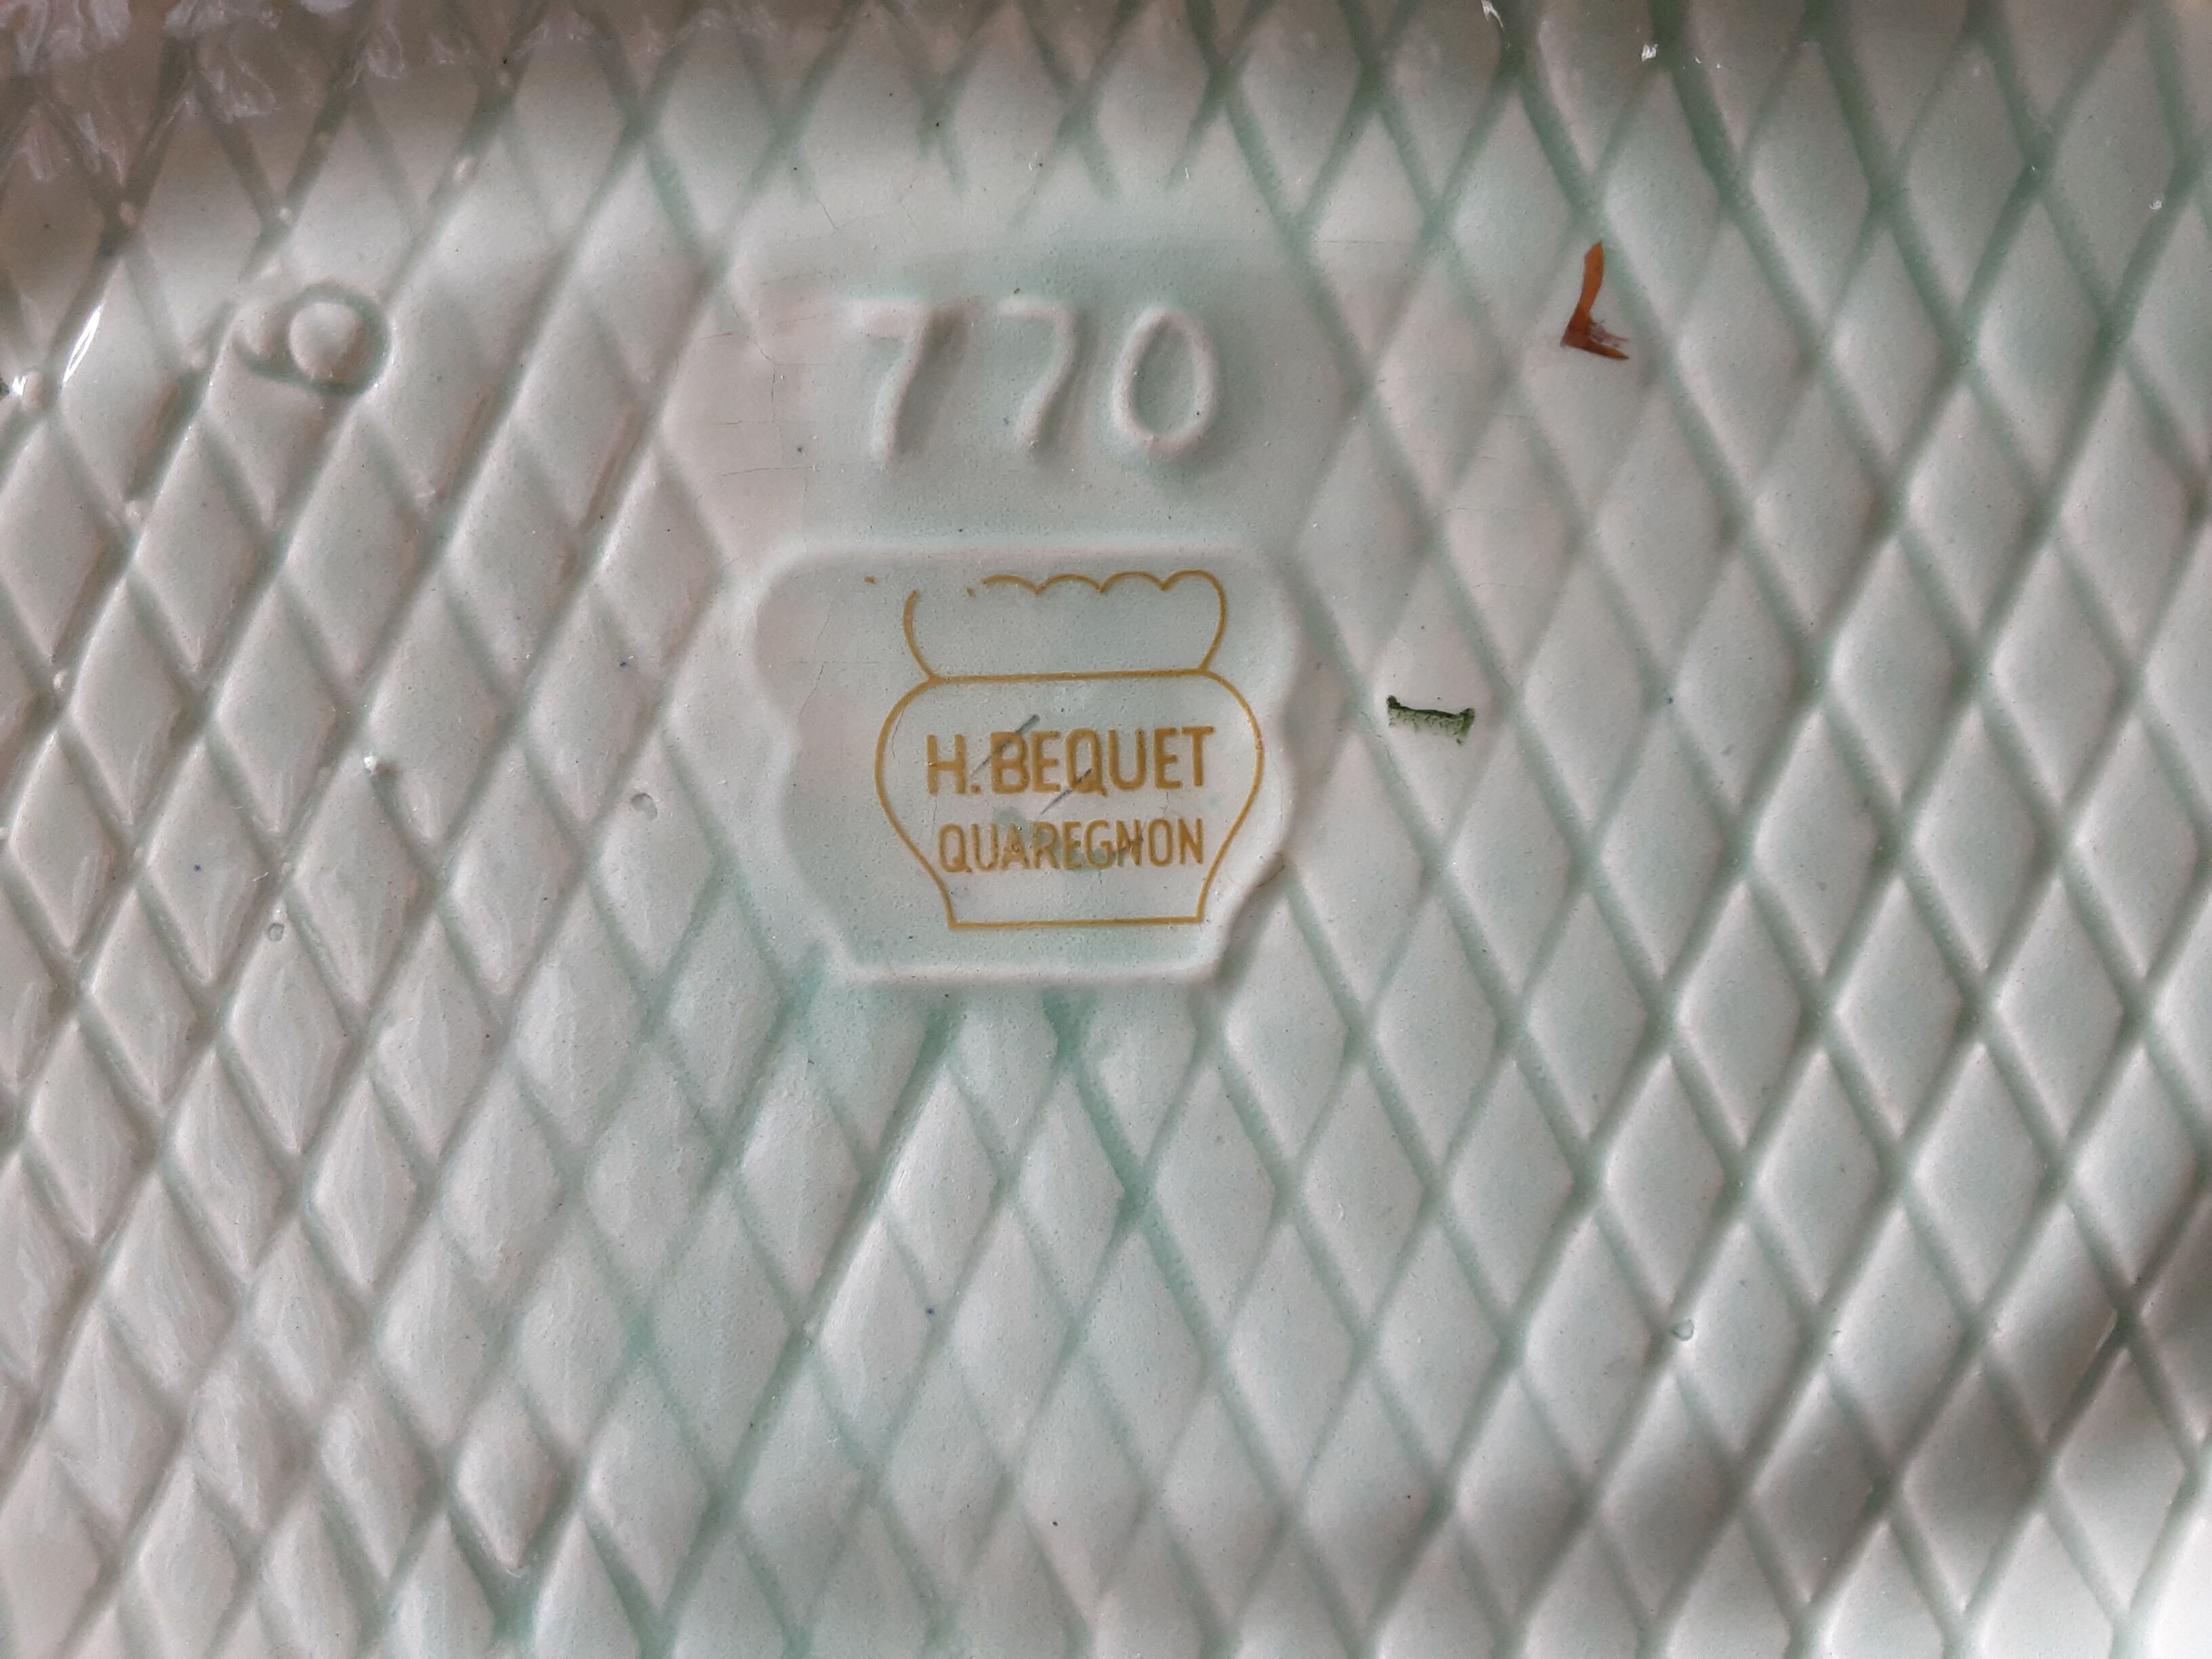 770
H. BEQUET
QUAREGNON